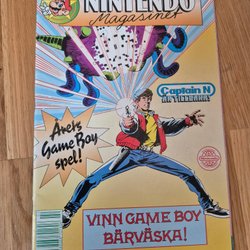 NINTENDO
Magasinet
Captain N
Årets
Game Boy
spel!
VINN GAME BOY
BÄRVÄSKA!